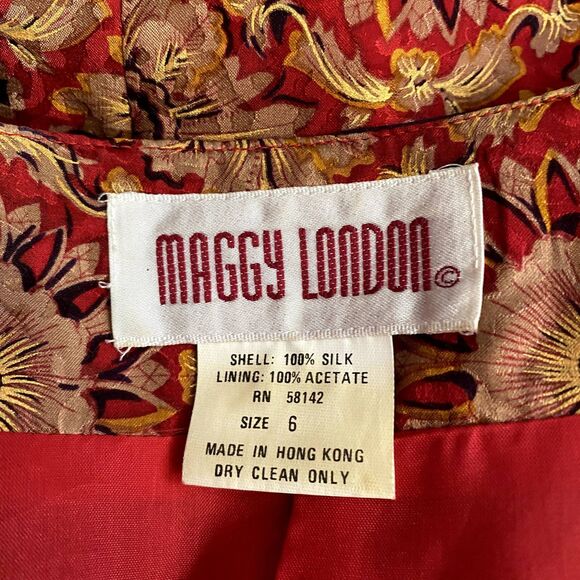 MAGGY LONDON©
SHELL: 100% SILK
LINING: 100% ACETATE
RN 58142
SIZE 6
MADE IN HONG KONG
DRY CLEAN ONLY